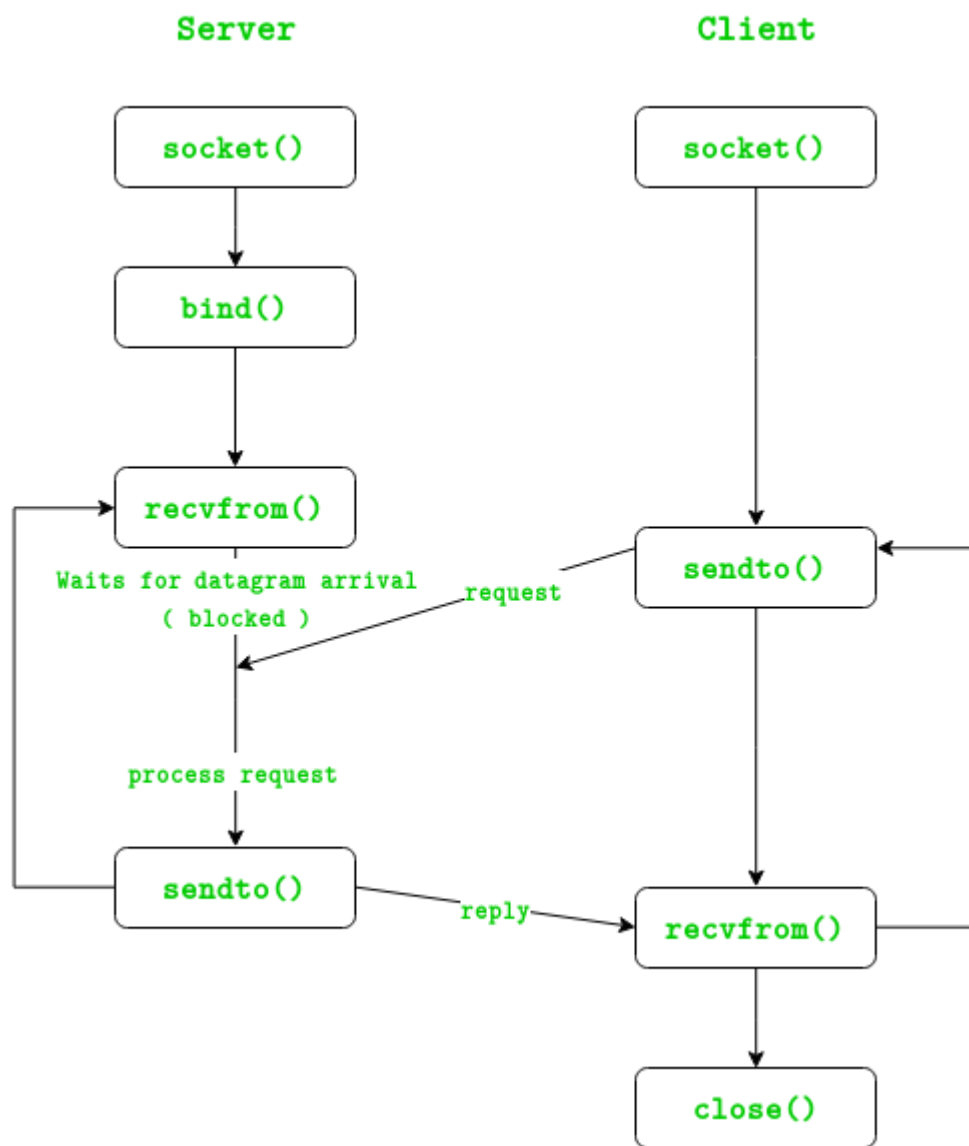 Server
Client
socket()
socket()
bind()
recvfrom()
Waits for datagram arrival
( blocked )
request
sendto()
process request
sendto()
reply
recvfrom()
close()